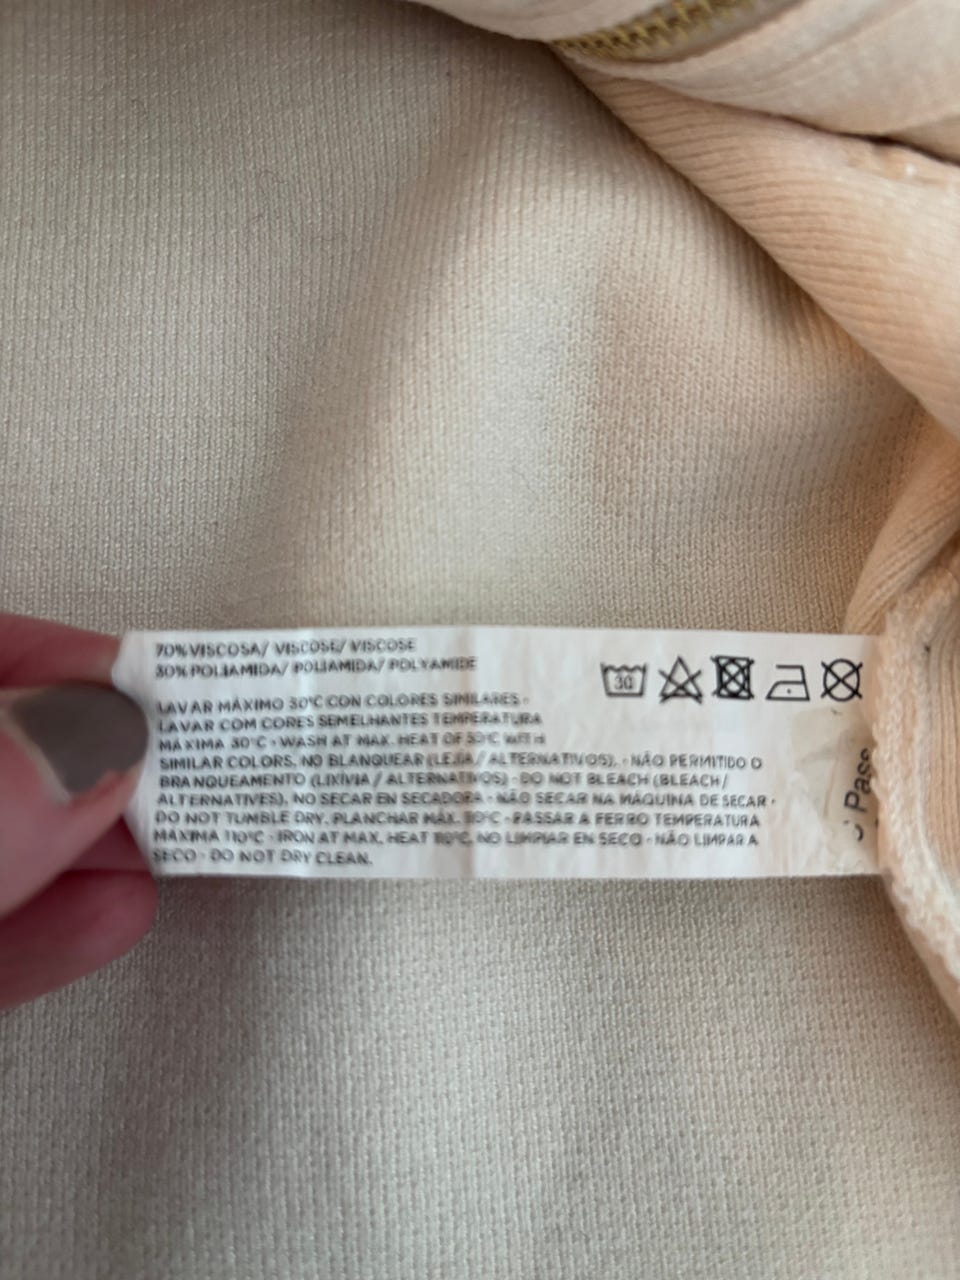 70% VISCOSA/ VISCOSE/ VISCOSE
30% POLIAMIDA/ POLIAMIDA/ POLYAMIDE
LAVAR MÁXIMO 30°C CON COLORES SIMILARES -
LAVAR COM CORES SEMELHANTES TEMPERATURA
MÁXIMA 30°C - WASH AT MAX. HEAT OF 30°C WITH
SIMILAR COLORS, NO BLANQUEAR (LEJÍA / ALTERNATIVOS). - NÃO PERMITIDO O
BRANQUEAMENTO (LIXÍVIA / ALTERNATIVOS) - DO NOT BLEACH (BLEACH /
ALTERNATIVES), NO SECAR EN SECADORA - NÃO SECAR NA MÁQUINA DE SECAR -
DO NOT TUMBLE DRY, PLANCHAR MÁX. 110°C - PASSAR A FERRO TEMPERATURA
MÁXIMA 110°C - IRON AT MAX. HEAT 110°C, NO LIMPIAR EN SECO - NÃO LIMPAR A
SECO - DO NOT DRY CLEAN.
30
Pass